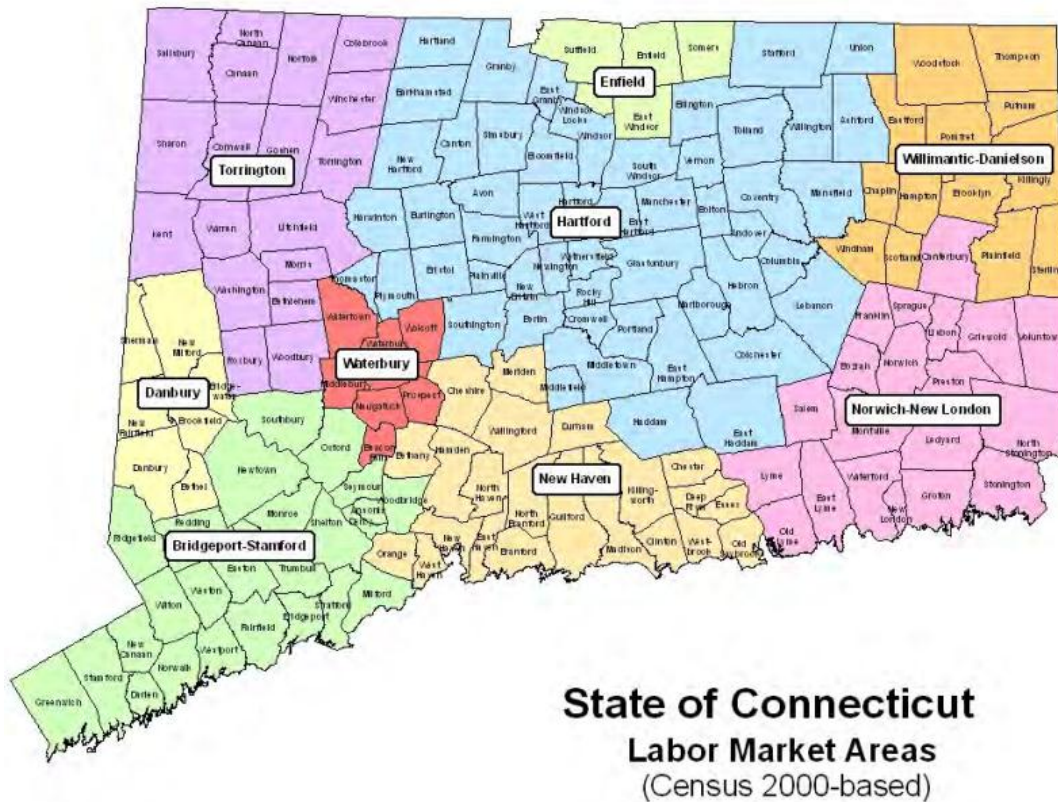 Salisbury
North
Canaan
Canaan
Norfolk
Colebrook
Hartland
Granby
Suffield
Enfield
Somers
Stafford
Union
Woodstock
Thompson
Enfield
Barkhamsted
Winchester
East
Granby
Windsor
Locks
East
Windsor
Ellington
Putnam
Eastford
Pomfret
Sharon
Cornwall
Goshen
Torrington
Torrington
New
Hartford
Canton
Simsbury
Bloomfield
Windsor
South
Windsor
Vernon
Tolland
Willington
Ashford
Willimantic-Danielson
Killingly
Chaplin
Hampton
Brooklyn
Kent
Warren
Litchfield
Harwinton
Burlington
Avon
Hartford
West
Hartford
Hartford
East
Hartford
Manchester
Bolton
Coventry
Mansfield
Andover
Columbia
Windham
Scotland
Canterbury
Plainfield
Sterling
Morris
Washington
Bethlehem
Thomaston
Plymouth
Bristol
Farmington
Plainville
New
Britain
Newington
Wethersfield
Rocky
Hill
Glastonbury
Hebron
Marlborough
Lebanon
Franklin
Sprague
Lisbon
Griswold
Voluntown
Sherman
New
Milford
Roxbury
Woodbury
Watertown
Waterbury
Wolcott
Waterbury
Southington
Berlin
Cromwell
Portland
Colchester
Bozrah
Norwich
Preston
Danbury
Bridge-
water
Middlebury
Naugatuck
Prospect
Cheshire
Meriden
Middlefield
Middletown
East
Hampton
Salem
Norwich-New London
Montville
Ledyard
North
Stonington
New
Fairfield
Brookfield
Southbury
Oxford
Beacon
Falls
Bethany
Hamden
Wallingford
Durham
Haddam
East
Haddam
Danbury
Bethel
Newtown
Seymour
Woodbridge
North
Haven
New Haven
Killing-
worth
Chester
Deep
River
Essex
Lyme
East
Lyme
Waterford
New
London
Groton
Stonington
Ridgefield
Redding
Monroe
Shelton
Ansonia
Derby
Orange
West
Haven
New
Haven
East
Haven
North
Branford
Branford
Guilford
Madison
Clinton
West-
brook
Old
Saybrook
Old
Lyme
Bridgeport-Stamford
Easton
Trumbull
Wilton
Weston
Fairfield
Bridgeport
Stratford
Milford
New
Canaan
Norwalk
Westport
Greenwich
Stamford
Darien
State of Connecticut
Labor Market Areas
(Census 2000-based)